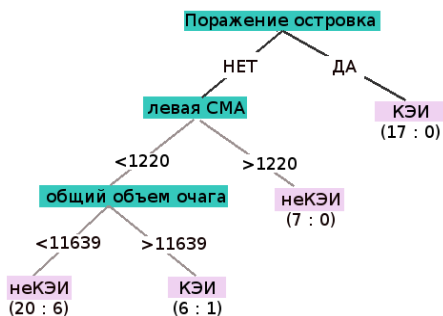 Поражение островка
НЕТ
ДА
левая СМА
КЭИ
(17 : 0)
<1220
>1220
общий объем очага
неКЭИ
(7 : 0)
<11639
>11639
неКЭИ
(20 : 6)
КЭИ
(6 : 1)